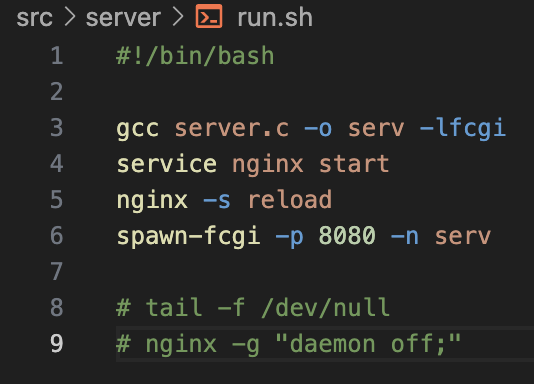 src > server > run.sh
1 #!/bin/bash
2
3 gcc server.c -o serv -lfcgi
4 service nginx start
5 nginx -s reload
6 spawn-fcgi -p 8080 -n serv
7
8 # tail -f /dev/null
9 # nginx -g "daemon off;"